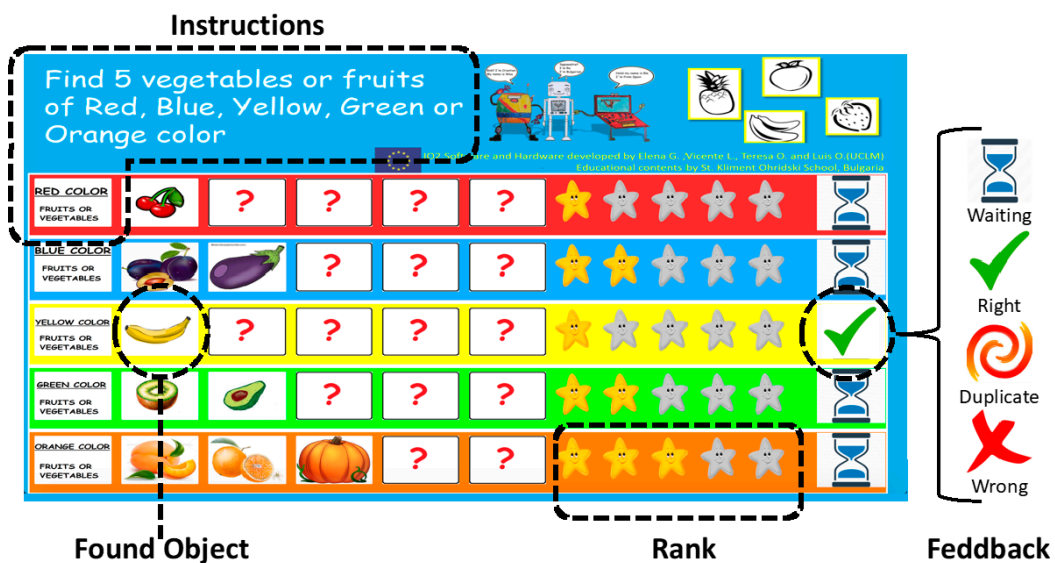 Instructions
Find 5 vegetables or fruits
of Red, Blue, Yellow, Green or
Orange color
IO2 Software and Hardware developed by Elena G. ,Vicente L., Teresa O. and Luis O.(UCLM)
Educational contents by St. Kliment Ohridski School, Bulgaria
RED COLOR
FRUITS OR
VEGETABLES
?
?
?
?
BLUE COLOR
FRUITS OR
VEGETABLES
?
?
?
YELLOW COLOR
FRUITS OR
VEGETABLES
?
?
?
?
GREEN COLOR
FRUITS OR
VEGETABLES
?
?
?
ORANGE COLOR
FRUITS OR
VEGETABLES
?
?
Waiting
Right
Duplicate
Wrong
Found Object
Rank
Feddback